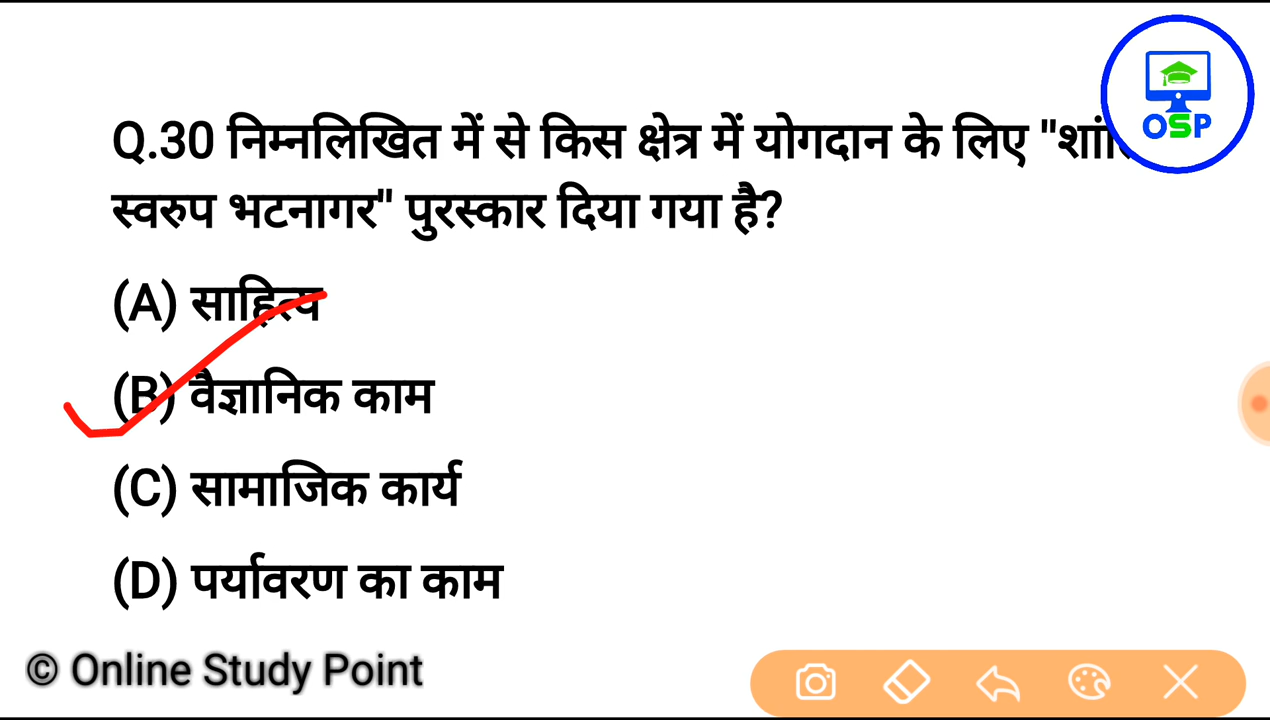 OSP
Q.30 निम्नलिखित में से किस क्षेत्र में योगदान के लिए
स्वरुप भटनागर" पुरस्कार दिया गया है?
(A) साहित्य
(B) वैज्ञानिक काम
(C) सामाजिक कार्य
(D) पर्यावरण का काम
© Online Study Point